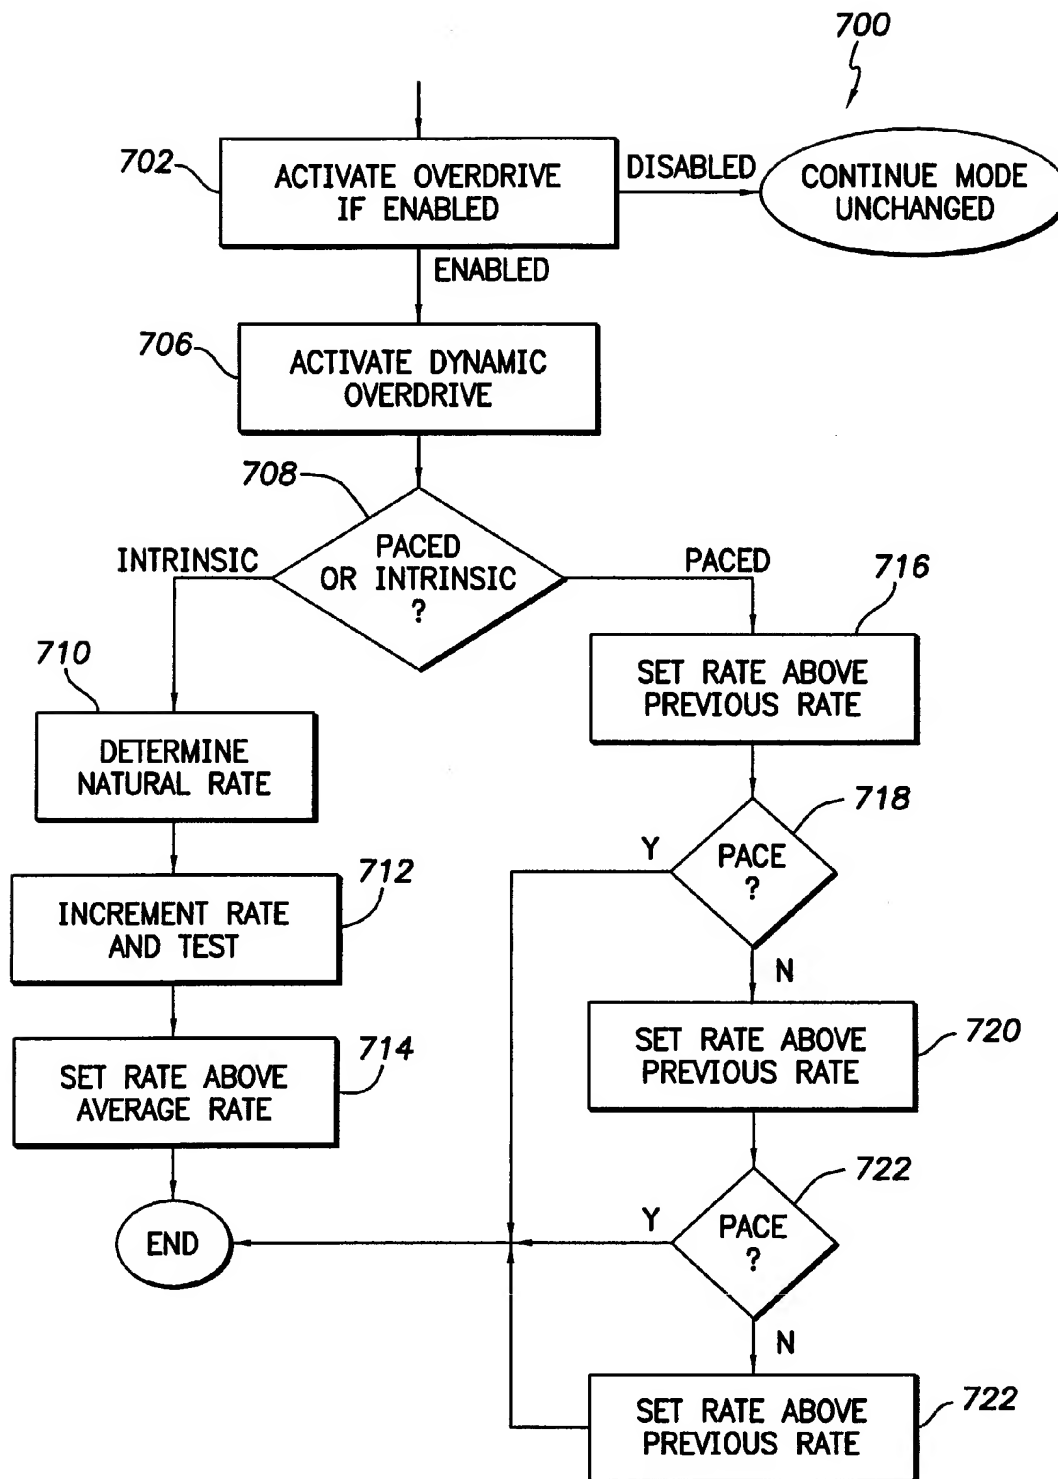 700
702
ACTIVATE OVERDRIVE
IF ENABLED
DISABLED
CONTINUE MODE
UNCHANGED
ENABLED
706
ACTIVATE DYNAMIC
OVERDRIVE
708
PACED
OR INTRINSIC
?
INTRINSIC
PACED
716
SET RATE ABOVE
PREVIOUS RATE
710
DETERMINE
NATURAL RATE
718
PACE
?
Y
N
712
INCREMENT RATE
AND TEST
720
SET RATE ABOVE
PREVIOUS RATE
714
SET RATE ABOVE
AVERAGE RATE
722
PACE
?
Y
N
END
722
SET RATE ABOVE
PREVIOUS RATE